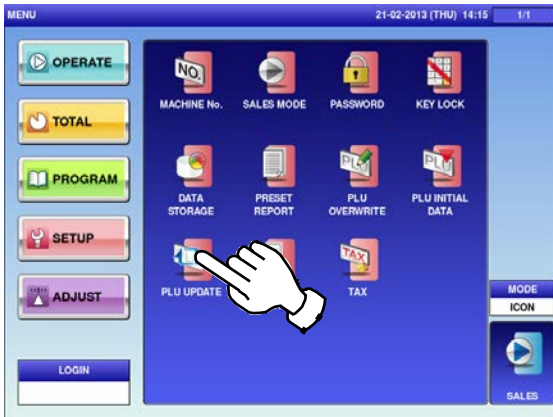 MENU 21-02-2013 (THU) 14:15 1/1
OPERATE
TOTAL
PROGRAM
SETUP
ADJUST
LOGIN
NO.
MACHINE No. SALES MODE PASSWORD KEY LOCK
PLU PLU
DATA STORAGE PRESET REPORT PLU OVERWRITE PLU INITIAL DATA
TAX
PLU UPDATE TAX
MODE
ICON
SALES